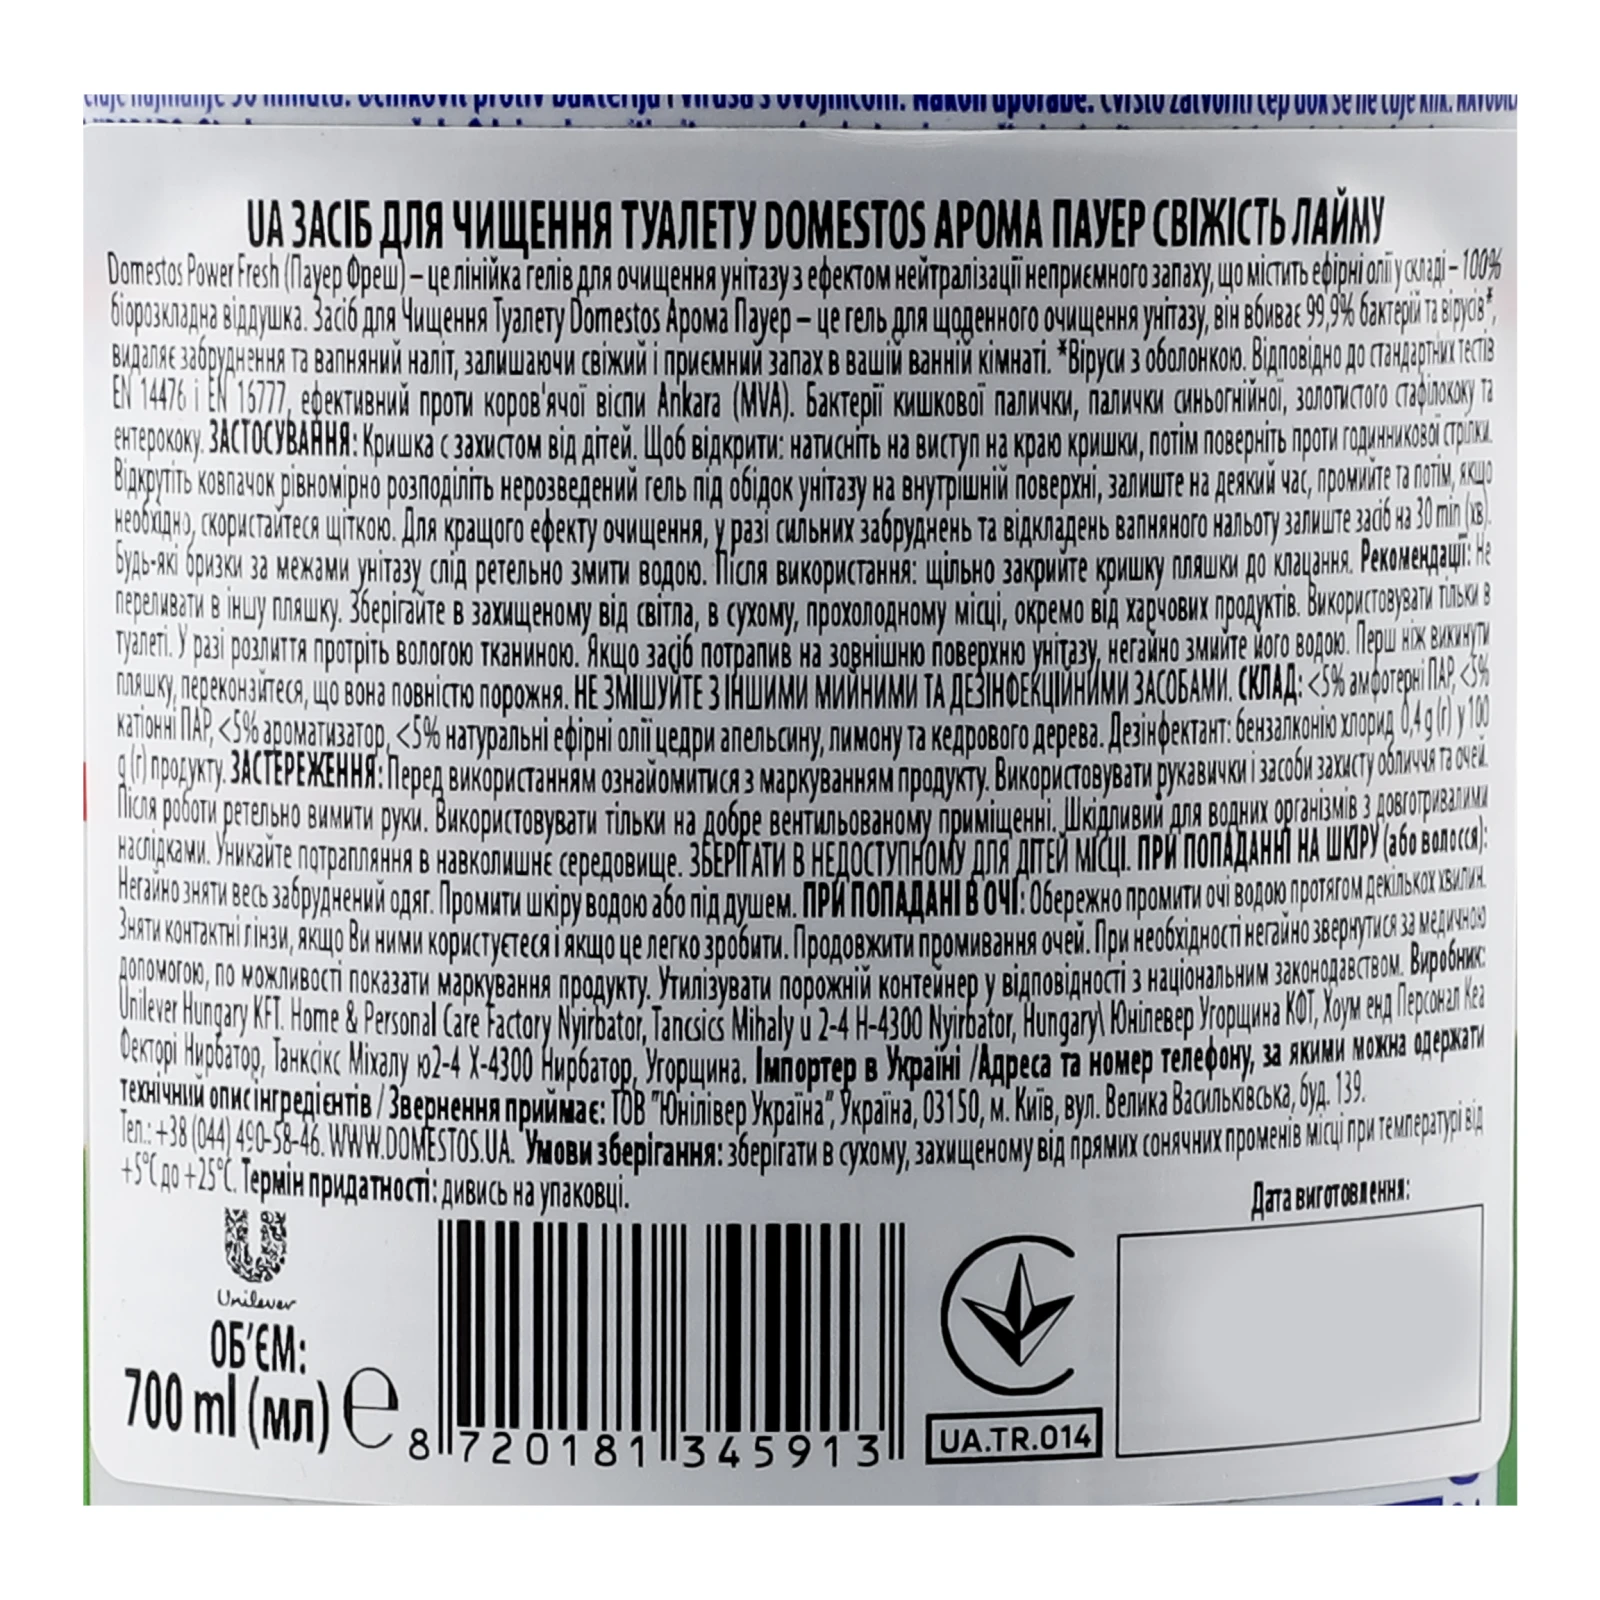 UA ЗАСІБ ДЛЯ ЧИЩЕННЯ ТУАЛЕТУ DOMESTOS АРОМА ПАУЕР СВІЖІСТЬ ЛАЙМУ
Domestos Power Fresh (Пауер Фреш) – це лінійка гелів для очищення унітазу з ефектом нейтралізації неприємного запаху, що містить ефірні олії у складі – 100%
біорозкладна віддушка. Засіб для Чищення Туалету Domestos Арома Пауер – це гель для щоденного очищення унітазу, він вбиває 99,9% бактерій та вірусів*,
видаляє забруднення та вапняний наліт, залишаючи свіжий і приємний запах в вашій ванній кімнаті. *Віруси з оболонкою. Відповідно до стандартних тестів
EN 14476 і EN 16777, ефективний проти коров'ячої віспи Ankara (MVA). Бактерії кишкової палички, палички синьогнійної, золотистого стафілококу та
ентерококу. ЗАСТОСУВАННЯ: Кришка с захистом від дітей. Щоб відкрити: натисніть на виступ на краю кришки, потім поверніть проти годинникової стрілки.
Відкрутіть ковпачок рівномірно розподіліть нерозведений гель під обідок унітазу на внутрішній поверхні, залиште на деякий час, промийте та потім, якщо
необхідно, скористайтеся щіткою. Для кращого ефекту очищення, у разі сильних забруднень та відкладень вапняного нальоту залиште засіб на 30 min (хв).
Будь-які бризки за межами унітазу слід ретельно змити водою. Після використання: щільно закрийте кришку пляшки до клацання. Рекомендації: Не
переливати в іншу пляшку. Зберігайте в захищеному від світла, в сухому, прохолодному місці, окремо від харчових продуктів. Використовувати тільки в
туалеті. У разі розлиття протріть вологою тканиною. Якщо засіб потрапив на зовнішню поверхню унітазу, негайно змийте його водою. Перш ніж викинути
пляшку, переконайтеся, що вона повністю порожня. НЕ ЗМІШУЙТЕ З ІНШИМИ МИЙНИМИ ТА ДЕЗІНФЕКЦІЙНИМИ ЗАСОБАМИ. СКЛАД: <5% амфотерні ПАР, <5%
катіонні ПАР, <5% ароматизатор, <5% натуральні ефірні олії цедри апельсину, лимону та кедрового дерева. Дезінфектант: бензалконію хлорид 0,4 g (г) у 100
g (г) продукту. ЗАСТЕРЕЖЕННЯ: Перед використанням ознайомитися з маркуванням продукту. Використовувати рукавички і засоби захисту обличчя та очей.
Після роботи ретельно вимити руки. Використовувати тільки на добре вентильованому приміщенні. Шкідливий для водних організмів з довготривалими
наслідками. Уникайте потрапляння в навколишнє середовище. ЗБЕРІГАТИ В НЕДОСТУПНОМУ ДЛЯ ДІТЕЙ МІСЦІ. ПРИ ПОПАДАННІ НА ШКІРУ (або волосся):
Негайно зняти весь забруднений одяг. Промити шкіру водою або під душем. ПРИ ПОПАДАНІ В ОЧІ: Обережно промити очі водою протягом декількох хвилин.
Зняти контактні лінзи, якщо Ви ними користуєтеся і якщо це легко зробити. Продовжити промивання очей. При необхідності негайно звернутися за медичною
допомогою, по можливості показати маркування продукту. Утилізувати порожній контейнер у відповідності з національним законодавством. Виробник:
Unilever Hungary KFT. Home & Personal Care Factory Nyirbator, Tancsics Mihaly u 2-4 H-4300 Nyirbator, Hungary\ Юнілевер Угорщина КФТ, Хоум енд Персонал Кеа
Фекторі Нирбатор, Танксікс Міхалу ю2-4 Х-4300 Нирбатор, Угорщина. Імпортер в Україні /Адреса та номер телефону, за якими можна одержати
технічний опис інгредієнтів / Звернення приймає: ТОВ "Юнілівер Україна", Україна, 03150, м. Київ, вул. Велика Васильківська, буд. 139.
Тел.: +38 (044) 490-58-46. WWW.DOMESTOS.UA. Умови зберігання: зберігати в сухому, захищеному від прямих сонячних променів місці при температурі від
+5°C до +25°C. Термін придатності: дивись на упаковці.
Дата виготовлення:
Unilever
ОБ'ЄМ:
700 ml (мл) e
8 720181 345913
UA.TR.014